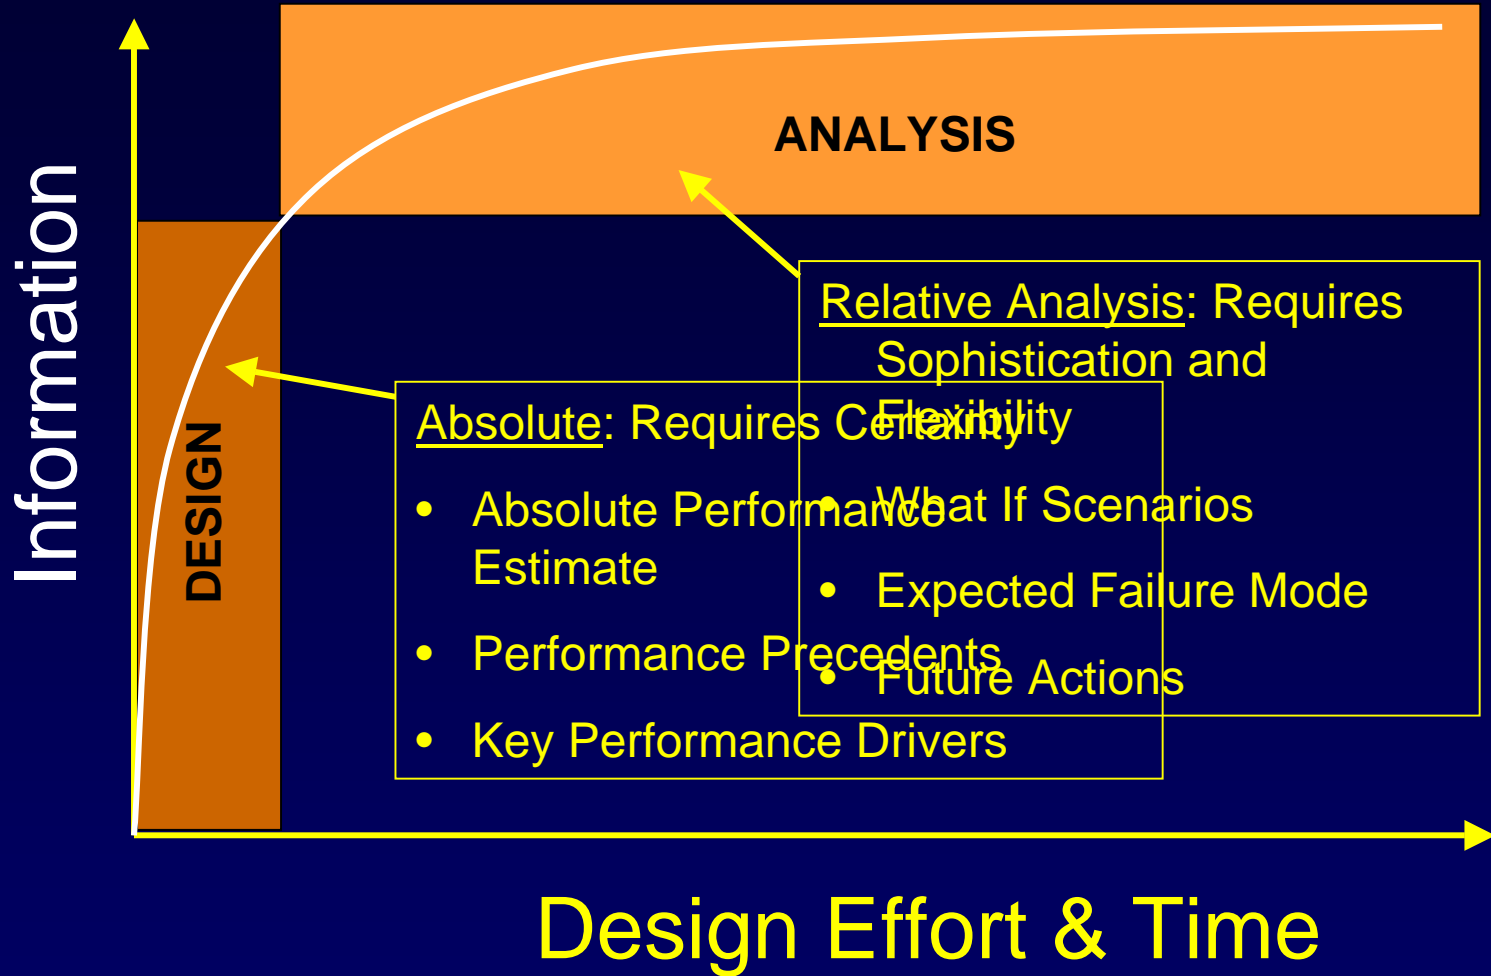 Information
ANALYSIS
DESIGN
Relative Analysis: Requires
Sophistication and
Flexibility
• What If Scenarios
• Expected Failure Mode
• Future Actions
Absolute: Requires Certainty
• Absolute Performance
Estimate
• Performance Precedents
• Key Performance Drivers
Design Effort & Time